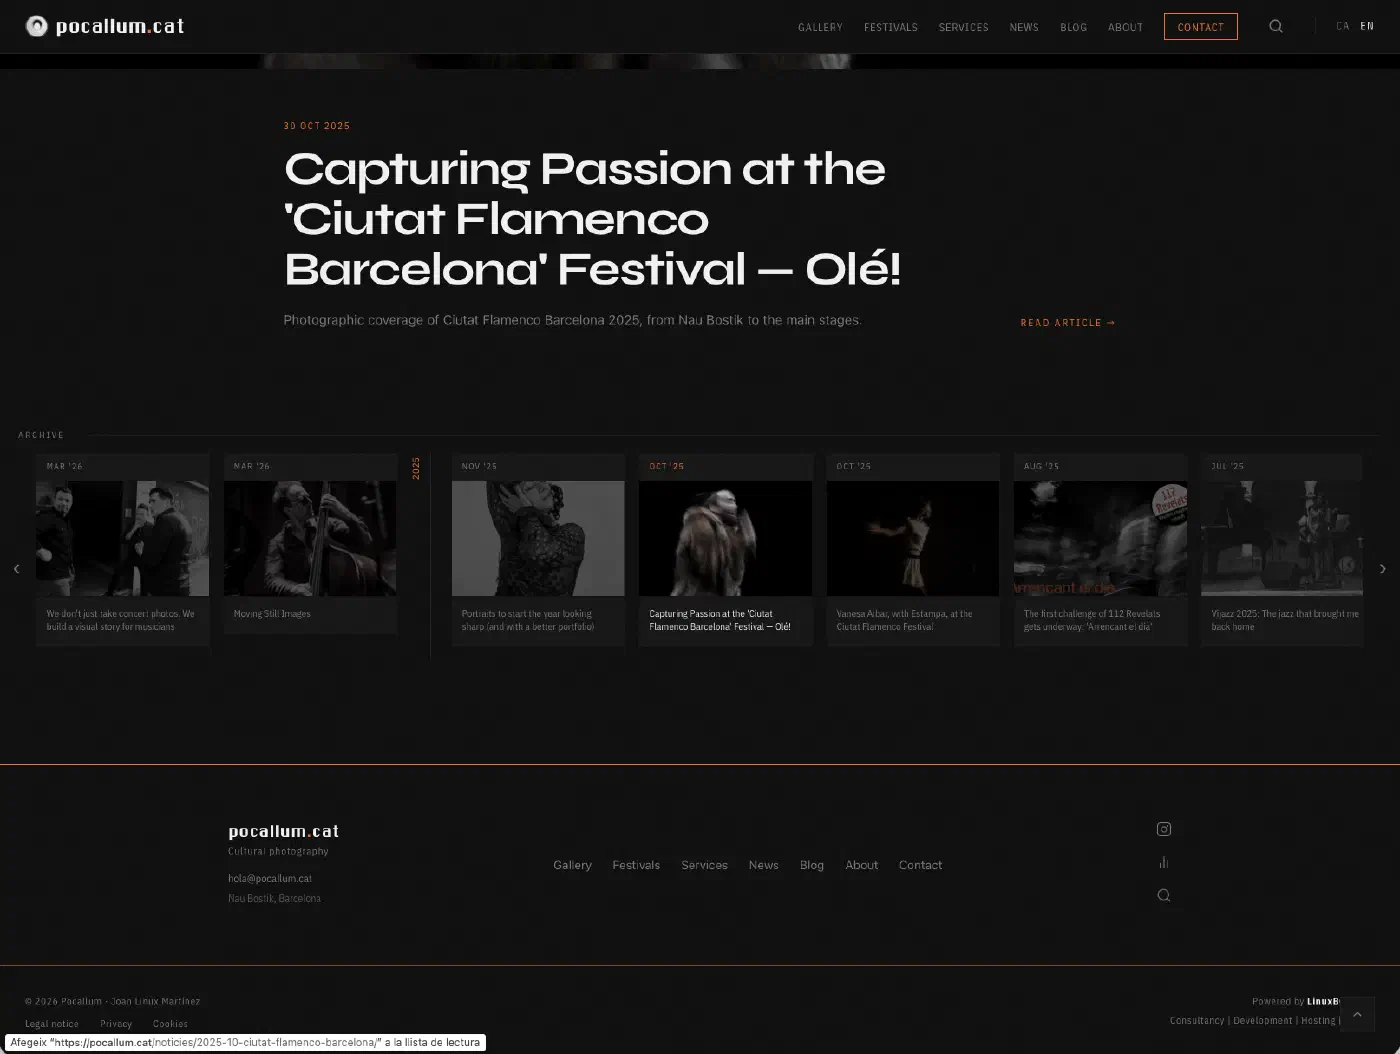 pocallum.cat
GALLERY FESTIVALS SERVICES NEWS BLOG ABOUT CONTACT CA EN
30 OCT 2025
Capturing Passion at the
'Ciutat Flamenco
Barcelona' Festival — Olé!
Photographic coverage of Ciutat Flamenco Barcelona 2025, from Nau Bostik to the main stages.
READ ARTICLE →
ARCHIVE
MAR '26
We don't just take concert photos. We
build a visual story for musicians
MAR '26
Moving Still Images
2025
NOV '25
Portraits to start the year looking
sharp (and with a better portfolio)
OCT '25
Capturing Passion at the 'Ciutat
Flamenco Barcelona' Festival — Olé!
OCT '25
Vanesa Aibar, with Estampa, at the
Ciutat Flamenco Festival
AUG '25
112
Revelats
Arrencant el dia
The first challenge of 112 Revelats
gets underway: 'Arrencant el dia'
JUL '25
Vijazz 2025: The jazz that brought me
back home
pocallum.cat
Cultural photography
hola@pocallum.cat
Nau Bostik, Barcelona
Gallery Festivals Services News Blog About Contact
© 2026 Pocallum · Joan Linux Martínez
Legal notice Privacy Cookies
Powered by LinuxB
Consultancy | Development | Hosting |
Afegeix “https://pocallum.cat/noticies/2025-10-ciutat-flamenco-barcelona/” a la llista de lectura